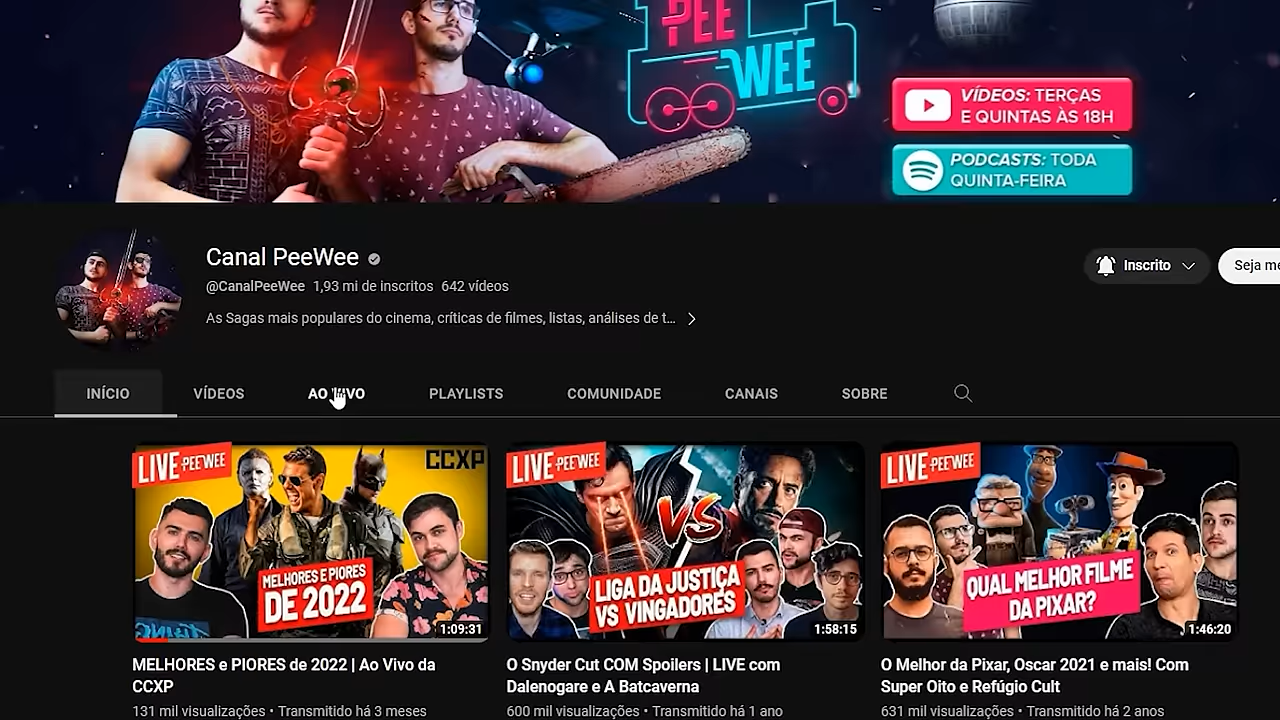 PEE
WEE
VÍDEOS: TERÇAS
E QUINTAS ÀS 18H
PODCASTS: TODA
QUINTA-FEIRA
Canal PeeWee
@CanalPeeWee 1,93 mi de inscritos 642 vídeos
As Sagas mais populares do cinema, críticas de filmes, listas, análises de t...
Inscrito
Seja me
INÍCIO VÍDEOS AO VIVO PLAYLISTS COMUNIDADE CANAIS SOBRE
LIVE PEEWEE
CCXP
MELHORES E PIORES
DE 2022
1:09:31
LIVE PEEWEE
VS
LIGA DA JUSTIÇA
VS VINGADORES
1:58:15
LIVE PEEWEE
QUAL MELHOR FILME
DA PIXAR?
1:46:20
MELHORES e PIORES de 2022 | Ao Vivo da
CCXP
131 mil visualizações • Transmitido há 3 meses
O Snyder Cut COM Spoilers | LIVE com
Dalenogare e A Batcaverna
600 mil visualizações • Transmitido há 1 ano
O Melhor da Pixar, Oscar 2021 e mais! Com
Super Oito e Refúgio Cult
631 mil visualizações • Transmitido há 2 anos